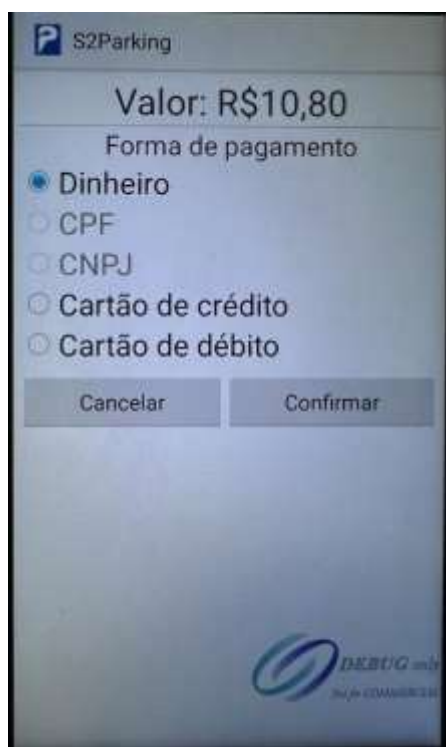 S2Parking
Valor: R$10,80
Forma de pagamento
Dinheiro
CPF
CNPJ
Cartão de crédito
Cartão de débito
Cancelar
Confirmar
DEBUG only